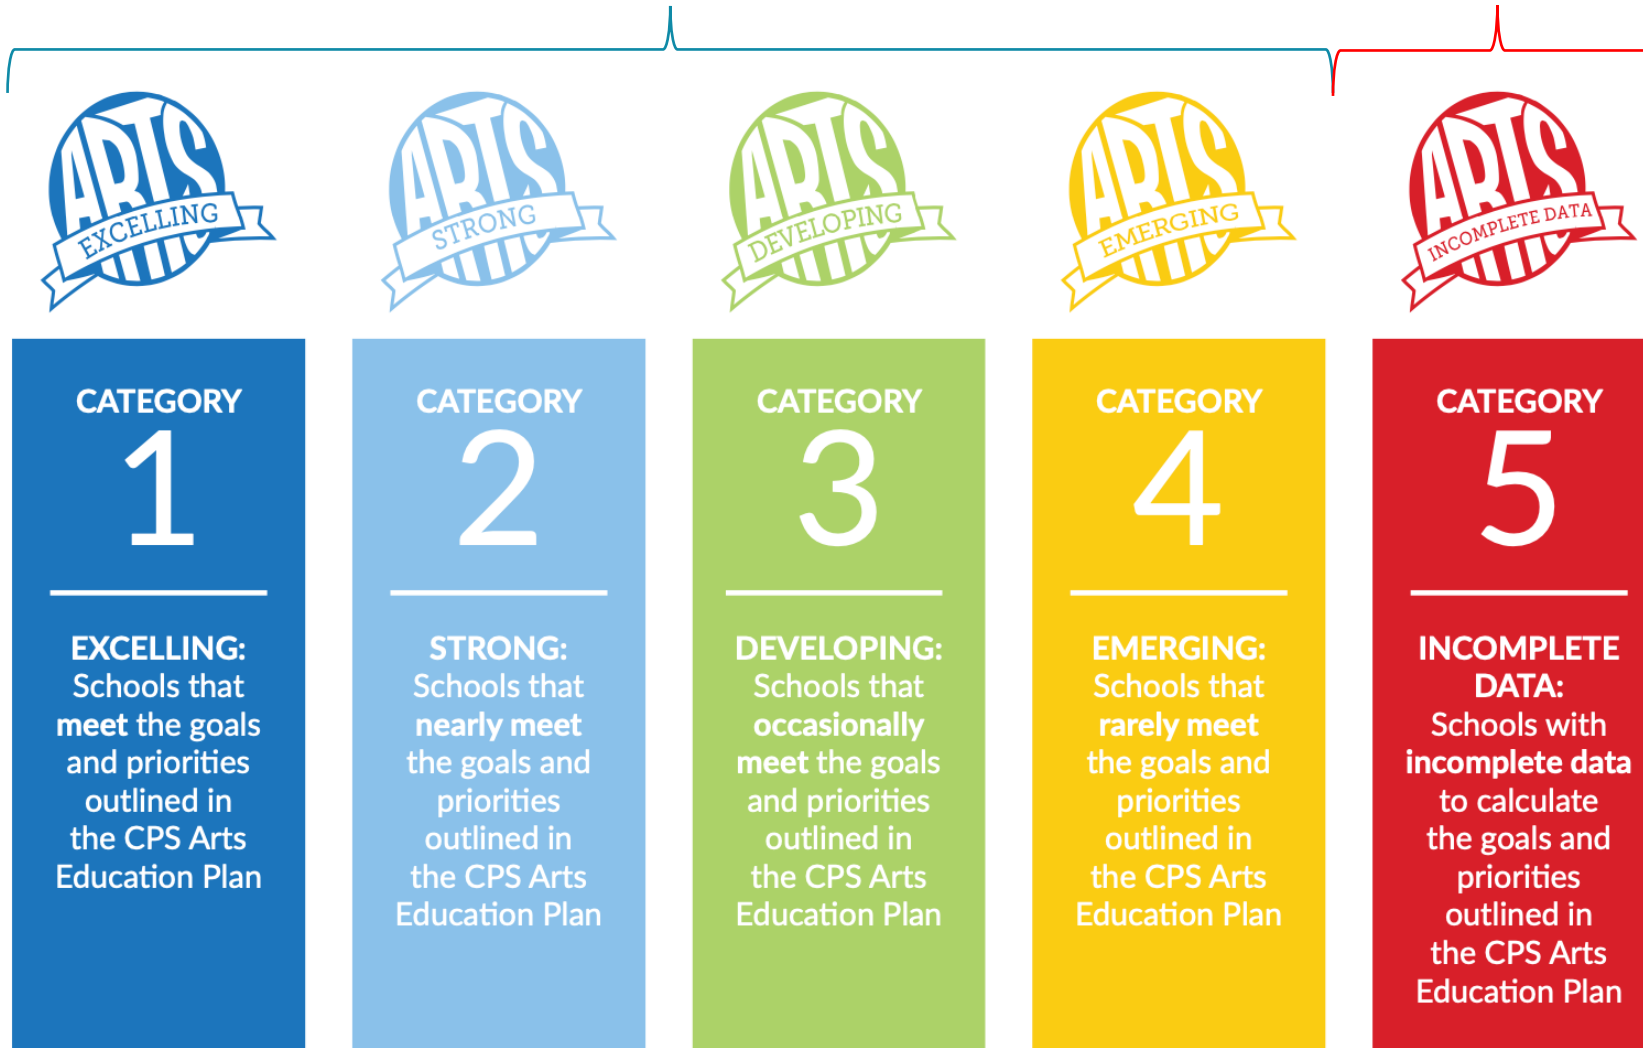 ARTS
EXCELLING
ARTS
STRONG
ARTS
DEVELOPING
ARTS
EMERGING
ARTS
INCOMPLETE DATA
CATEGORY
1
EXCELLING:
Schools that
meet the goals
and priorities
outlined in
the CPS Arts
Education Plan
CATEGORY
2
STRONG:
Schools that
nearly meet
the goals and
priorities
outlined in
the CPS Arts
Education Plan
CATEGORY
3
DEVELOPING:
Schools that
occasionally
meet the goals
and priorities
outlined in
the CPS Arts
Education Plan
CATEGORY
4
EMERGING:
Schools that
rarely meet
the goals and
priorities
outlined in
the CPS Arts
Education Plan
CATEGORY
5
INCOMPLETE
DATA:
Schools with
incomplete data
to calculate
the goals and
priorities
outlined in
the CPS Arts
Education Plan